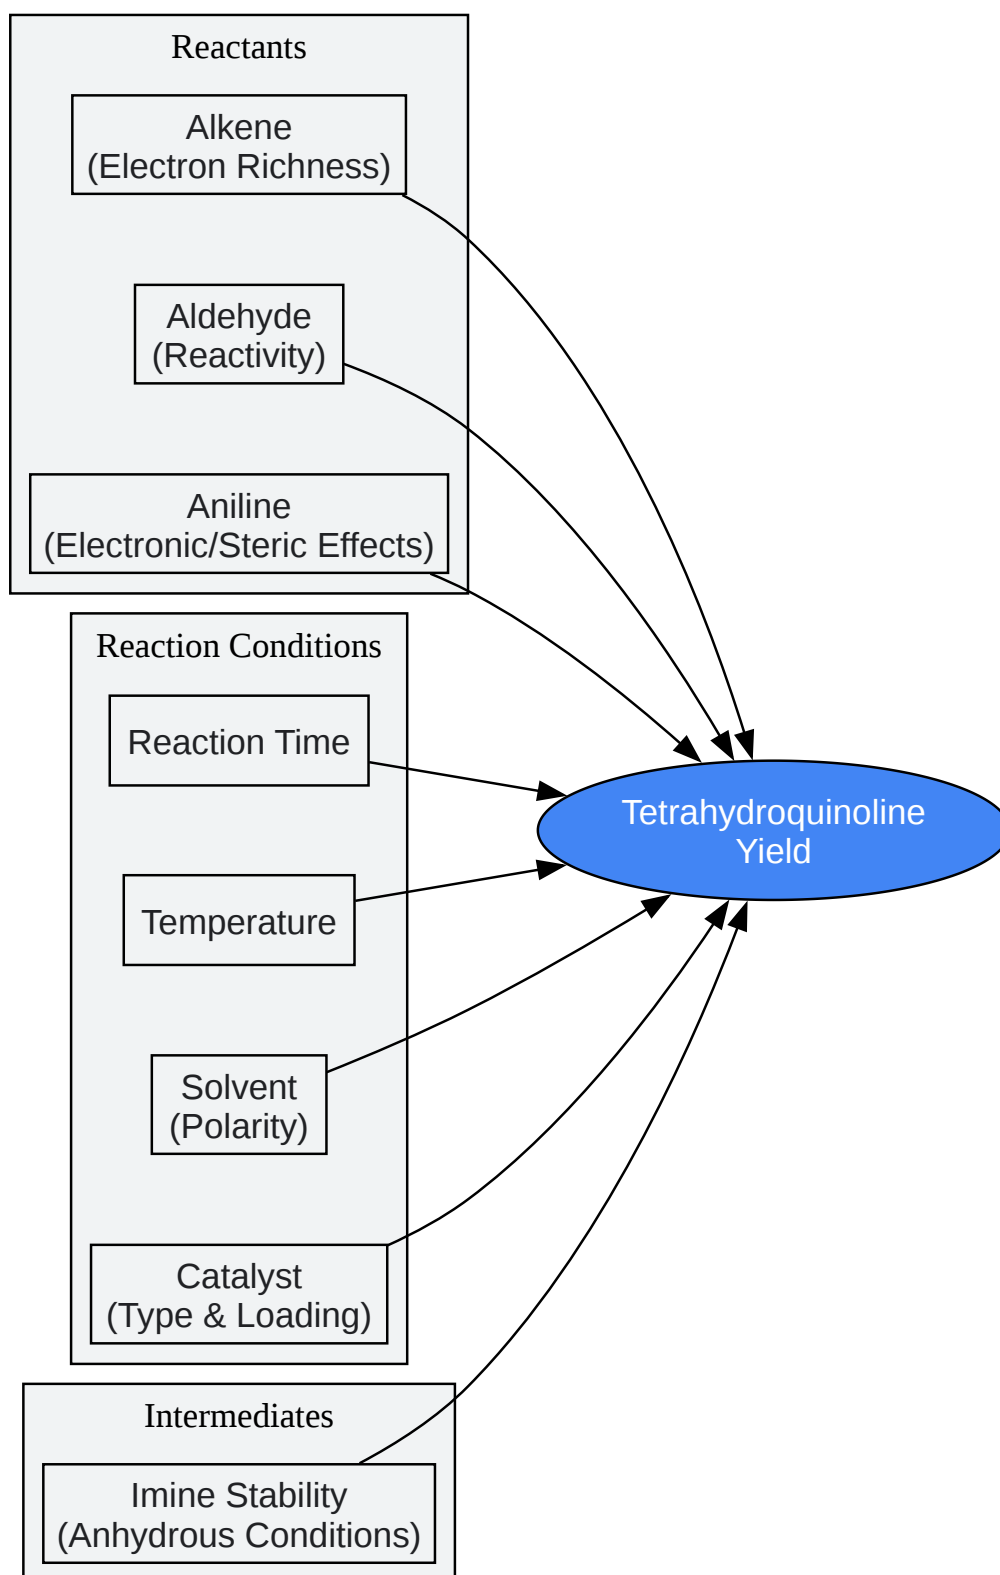 Reactants
Alkene
(Electron Richness)
Aldehyde
(Reactivity)
Aniline
(Electronic/Steric Effects)
Reaction Conditions
Reaction Time
Temperature
Solvent
(Polarity)
Catalyst
(Type & Loading)
Intermediates
Imine Stability
(Anhydrous Conditions)
Tetrahydroquinoline
Yield